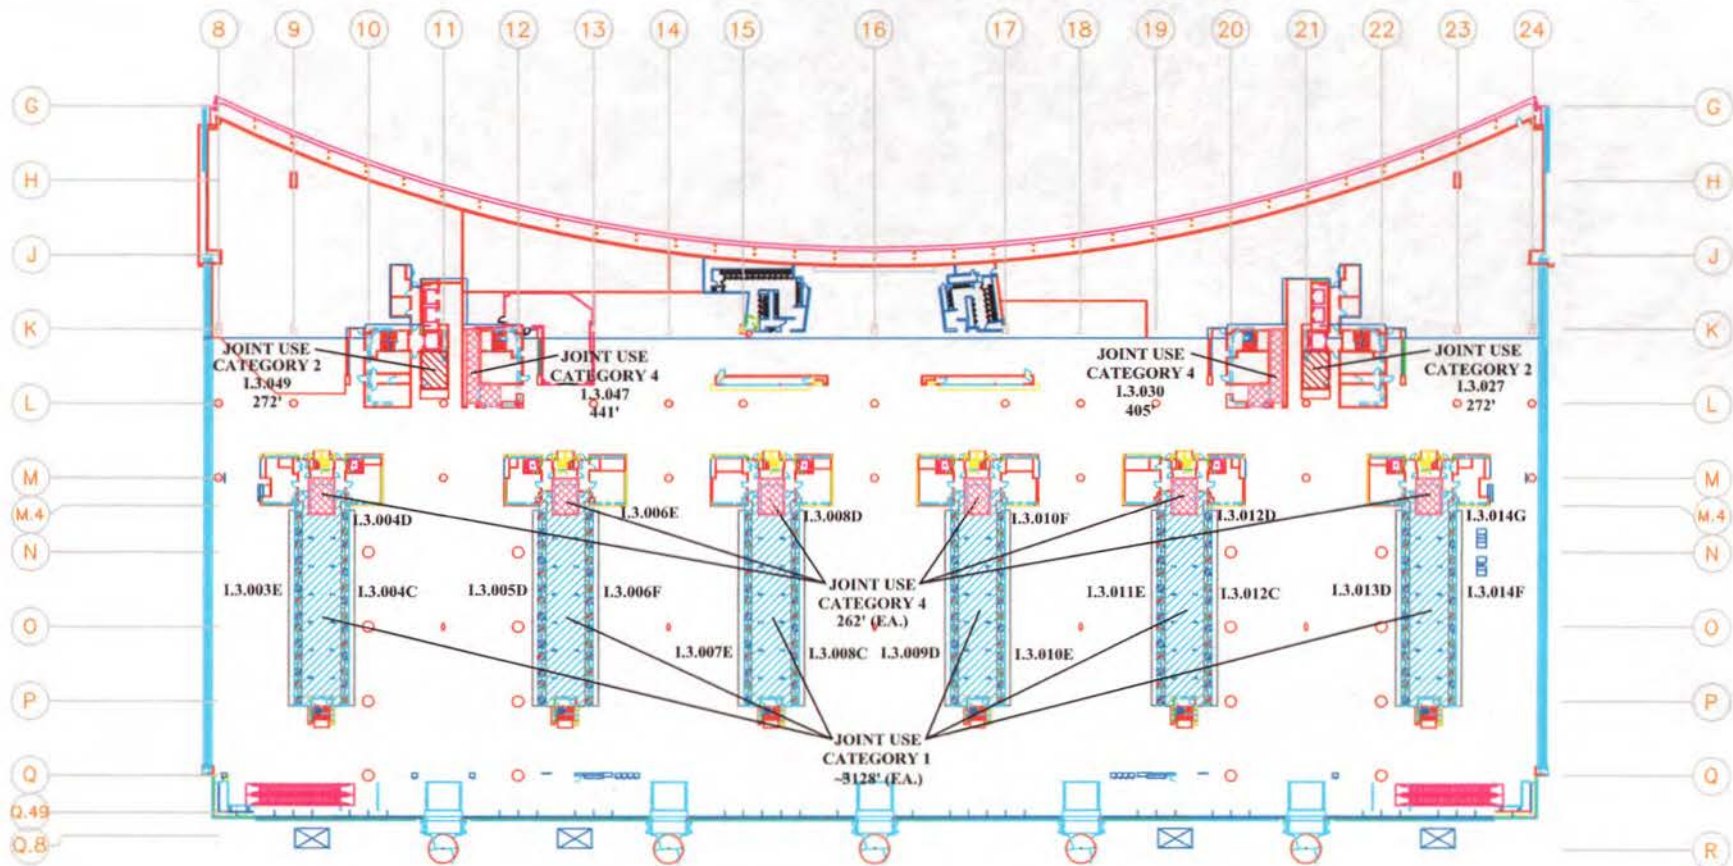 8 9 10 11 12 13 14 15 16 17 18 19 20 21 22 23 24
G G
H H
J J
K K
JOINT USE
CATEGORY 2
I.3.049
272'
JOINT USE
CATEGORY 4
I.3.047
441'
JOINT USE
CATEGORY 4
I.3.030
405'
JOINT USE
CATEGORY 2
I.3.027
272'
L L
M M
M.4 M.4
I.3.004D I.3.006E I.3.008D I.3.010F I.3.012D I.3.014G
N N
JOINT USE
CATEGORY 4
262' (EA.)
I.3.003E I.3.004C I.3.005D I.3.006F I.3.011E I.3.012C I.3.013D I.3.014F
O O
I.3.007E I.3.008C I.3.009D I.3.010E
P P
JOINT USE
CATEGORY 1
~3128' (EA.)
Q Q
Q.49
Q.8 R